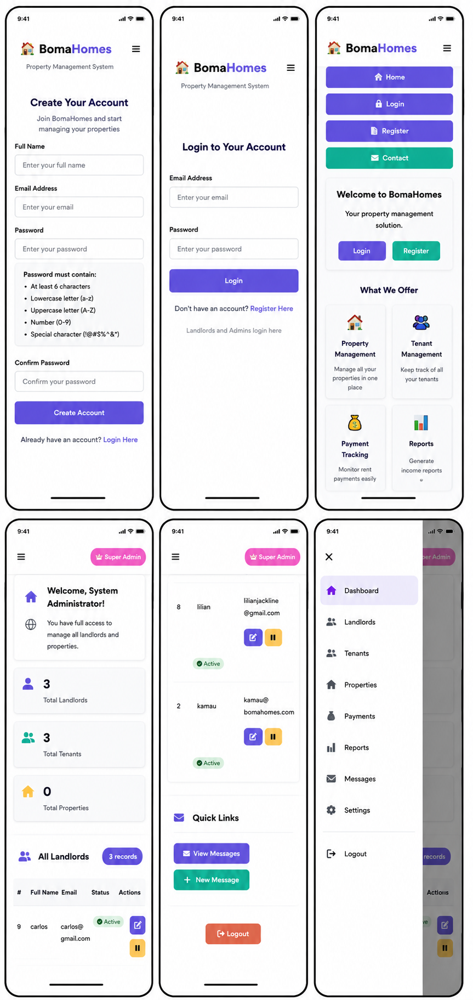 9:41
BomaHomes
Property Management System
Create Your Account
Join BomaHomes and start
managing your properties
Full Name
Enter your full name
Email Address
Enter your email
Password
Enter your password
Password must contain:
• At least 6 characters
• Lowercase letter (a-z)
• Uppercase letter (A-Z)
• Number (0-9)
• Special character (!@#$%^&*)
Confirm Password
Confirm your password
Create Account
Already have an account? Login Here
9:41
BomaHomes
Property Management System
Login to Your Account
Email Address
Enter your email
Password
Enter your password
Login
Don't have an account? Register Here
Landlords and Admins login here
9:41
BomaHomes
Home
Login
Register
Contact
Welcome to BomaHomes
Your property management
solution.
Login
Register
What We Offer
Property
Management
Manage all your
properties in one
place
Tenant
Management
Keep track of all
your tenants
Payment
Tracking
Monitor rent
payments easily
Reports
Generate
income reports
9:41
Super Admin
Welcome, System
Administrator!
You have full access to
manage all landlords and
properties.
3
Total Landlords
3
Total Tenants
0
Total Properties
All Landlords
3 records
# Full Name Email Status Actions
9 carlos carlos@
gmail.com
Active
9:41
Super Admin
8 lilian lilianjackline
@gmail.com
Active
2 kamau kamau@
bomahomes.com
Active
Quick Links
View Messages
New Message
Logout
9:41
per Admin
Dashboard
Landlords
Tenants
Properties
Payments
Reports
Messages
Settings
Logout
records
Actions
ve